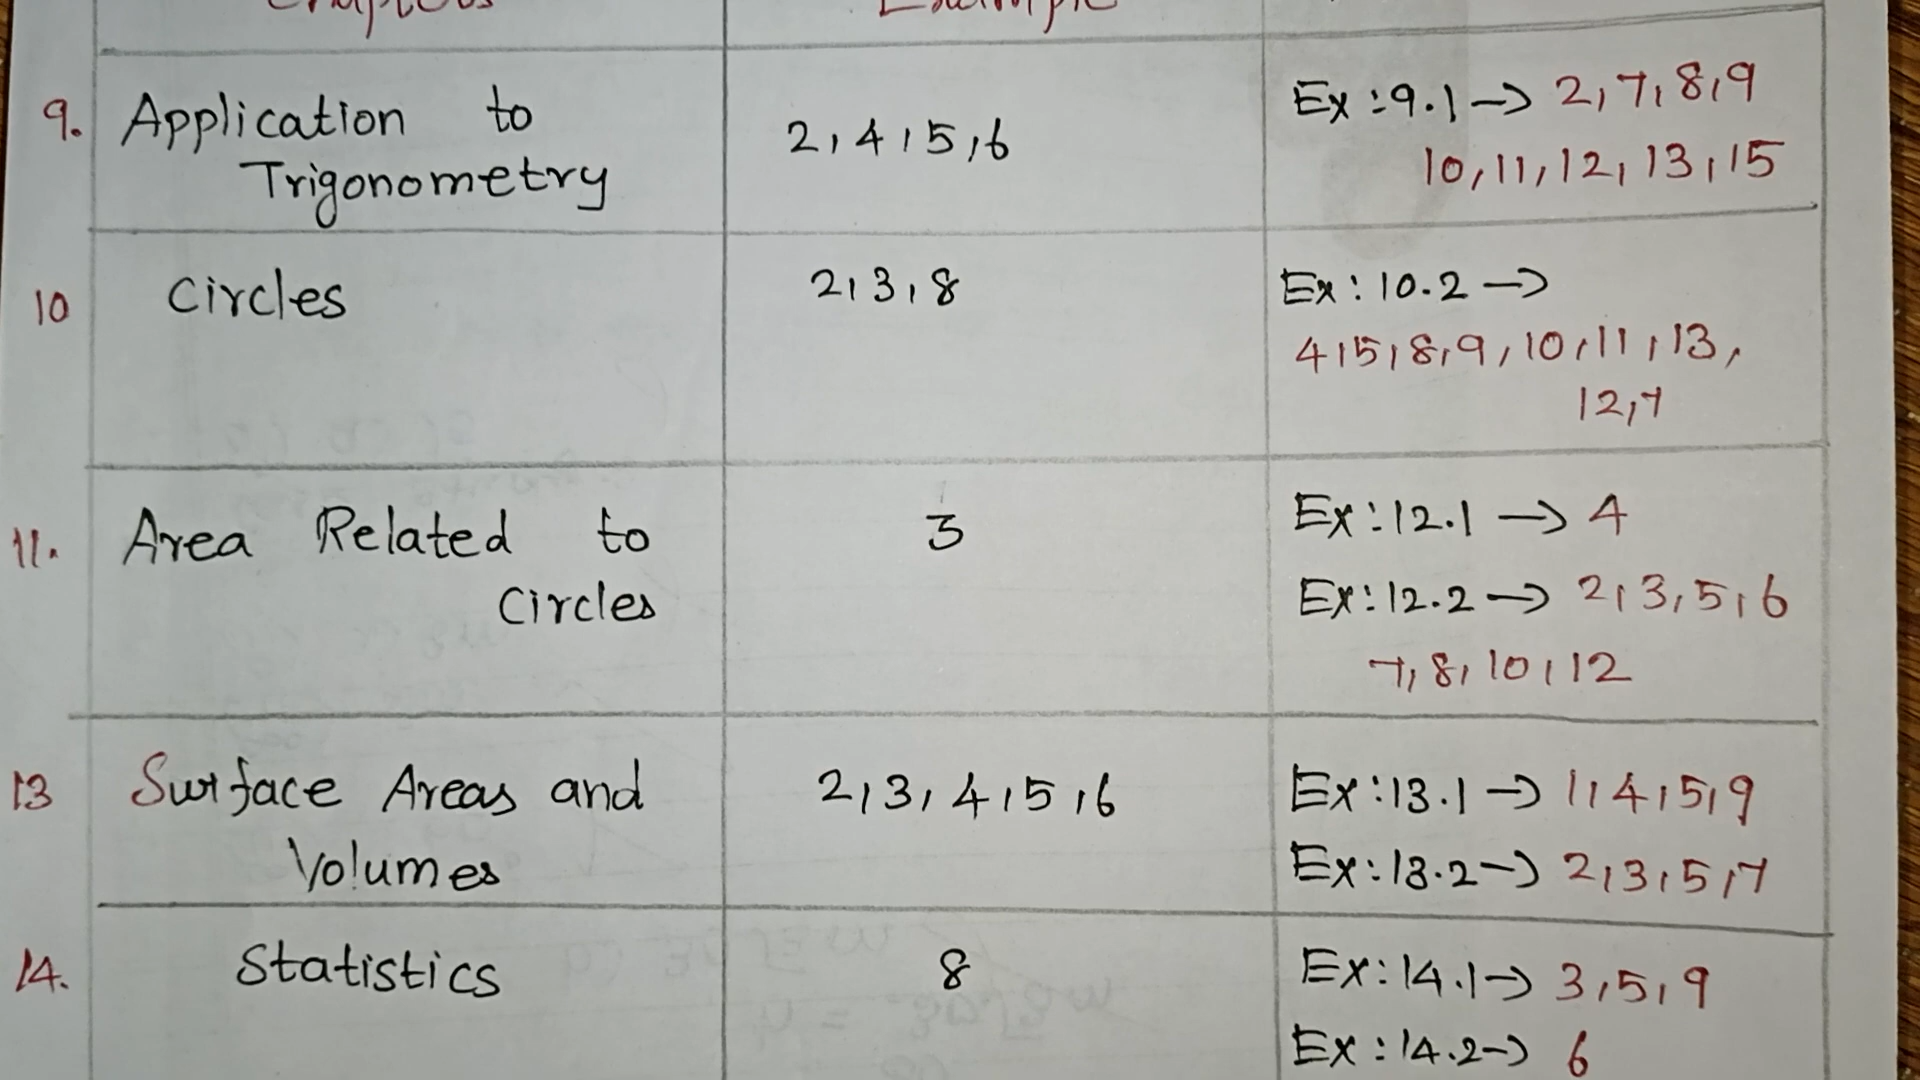 Chapters Example
9. Application to Trigonometry 2,4,5,6 Ex:9.1→ 2,7,8,9
10,11,12,13,15
10 Circles 2,3,8 Ex:10.2→
4,5,8,9,10,11,13,
12,7
11. Area Related to Circles 3 Ex:12.1→ 4
Ex:12.2→ 2,3,5,6
7,8,10,12
13 Surface Areas and Volumes 2,3,4,5,6 Ex:13.1→ 1,4,5,9
Ex:13.2→ 2,3,5,7
14. Statistics 8 Ex:14.1→ 3,5,9
Ex:14.2→ 6